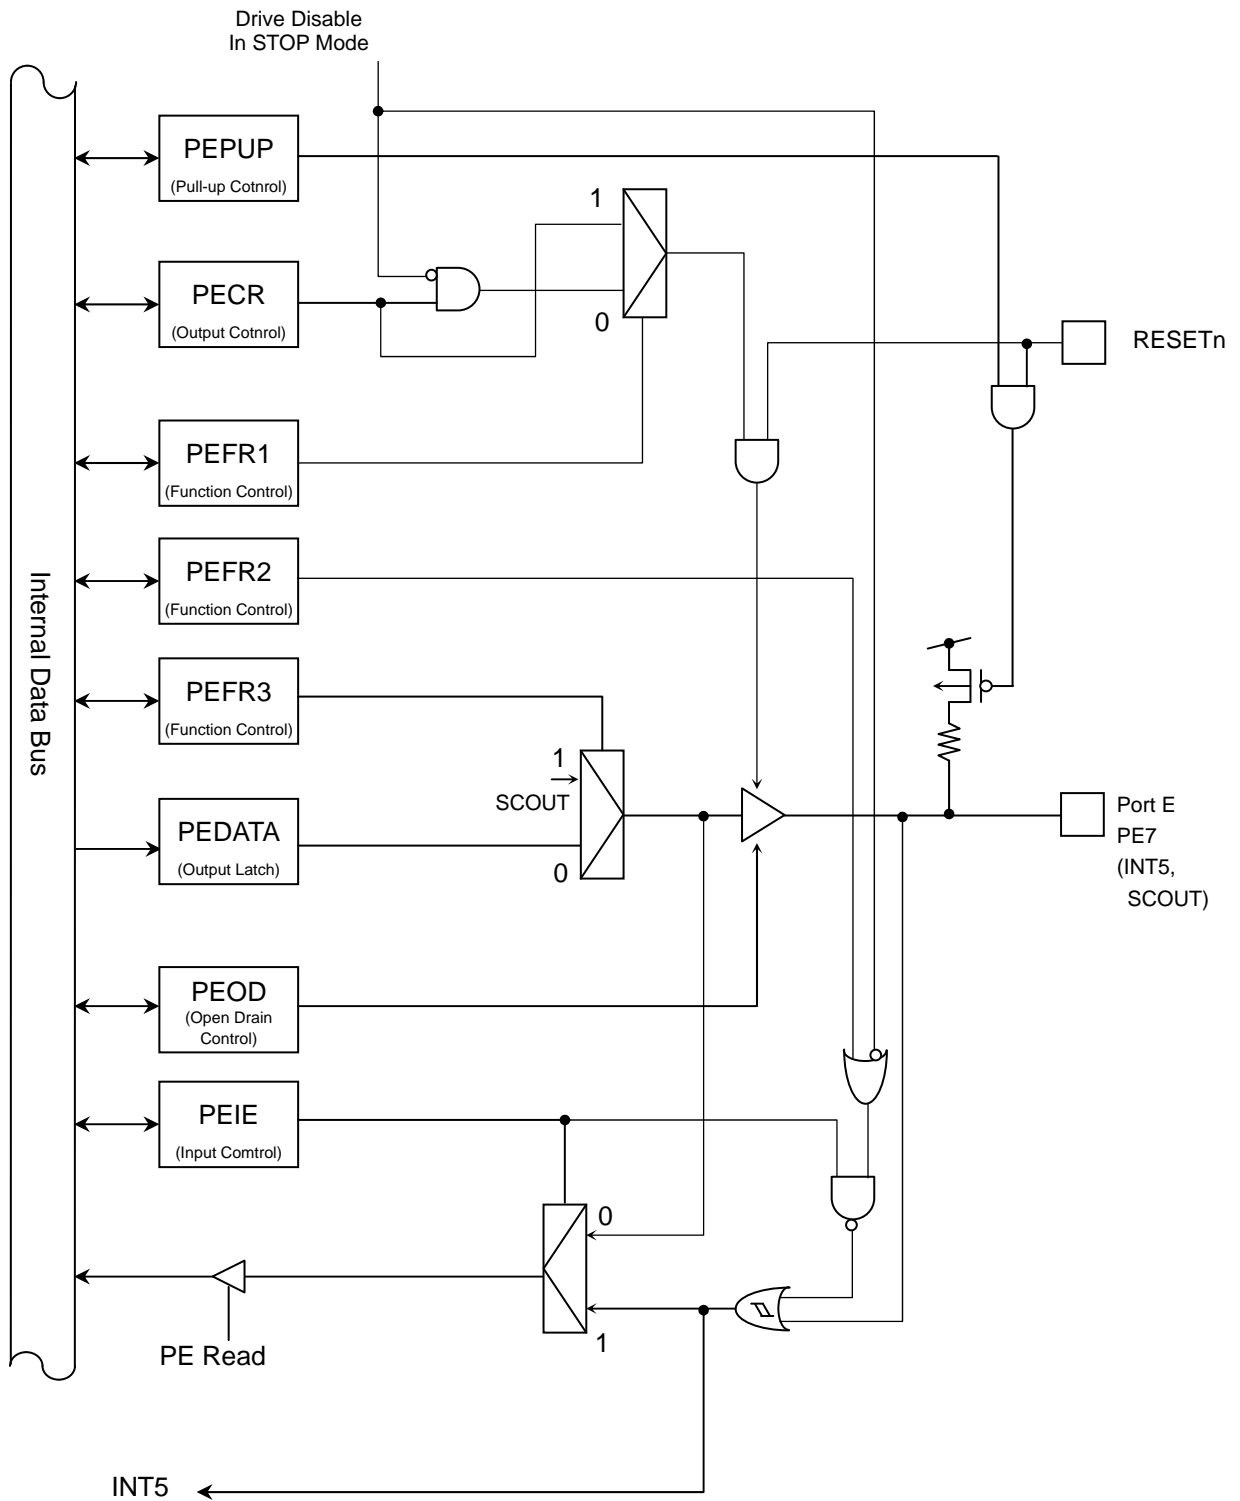 Drive Disable
In STOP Mode
PEPUP
(Pull-up Cotnrol)
1
PECR
(Output Cotnrol)
0
RESETn
PEFR1
(Function Control)
PEFR2
(Function Control)
Internal Data Bus
PEFR3
(Function Control)
1
SCOUT
PEDATA
(Output Latch)
0
Port E
PE7
(INT5,
SCOUT)
PEOD
(Open Drain
Control)
PEIE
(Input Comtrol)
0
1
PE Read
INT5